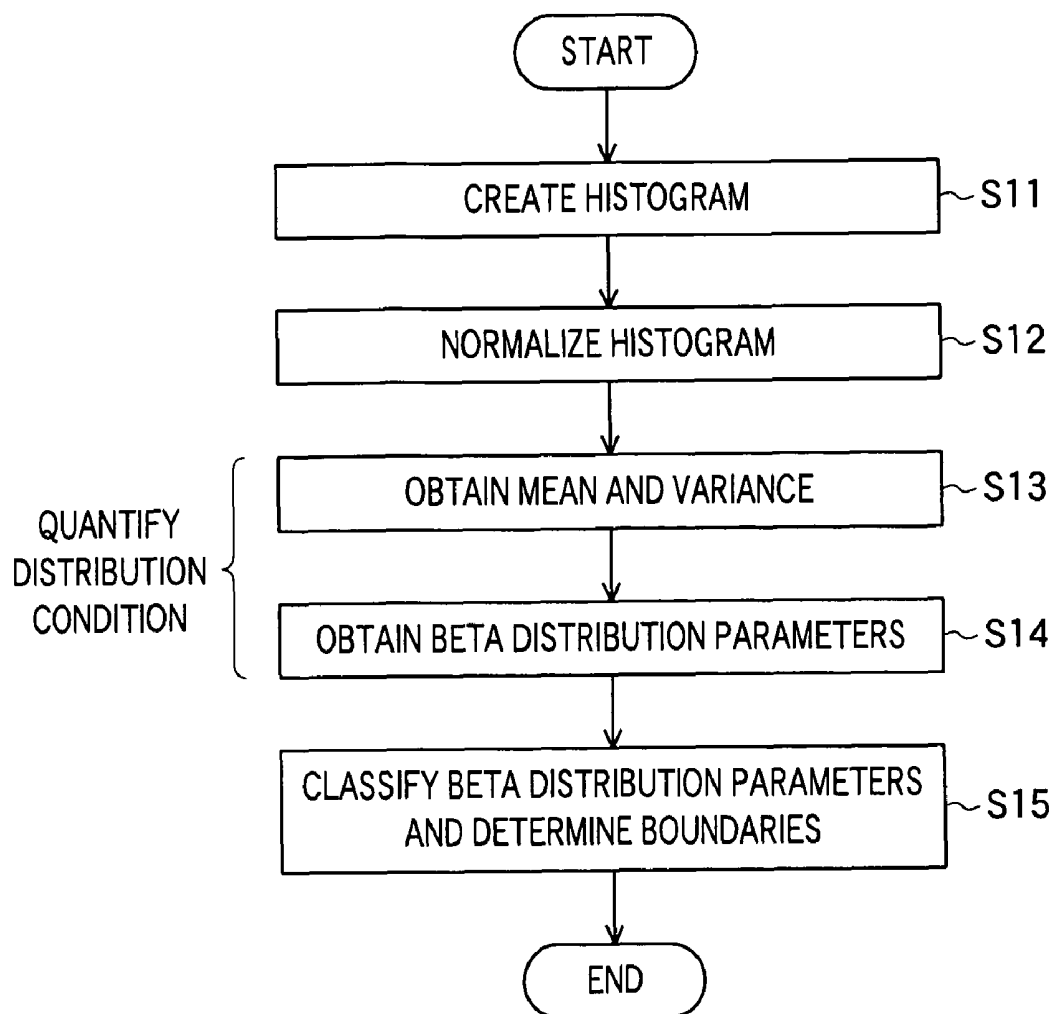 START
CREATE HISTOGRAM
S11
NORMALIZE HISTOGRAM
S12
OBTAIN MEAN AND VARIANCE
S13
QUANTIFY
DISTRIBUTION
CONDITION
OBTAIN BETA DISTRIBUTION PARAMETERS
S14
CLASSIFY BETA DISTRIBUTION PARAMETERS
AND DETERMINE BOUNDARIES
S15
END